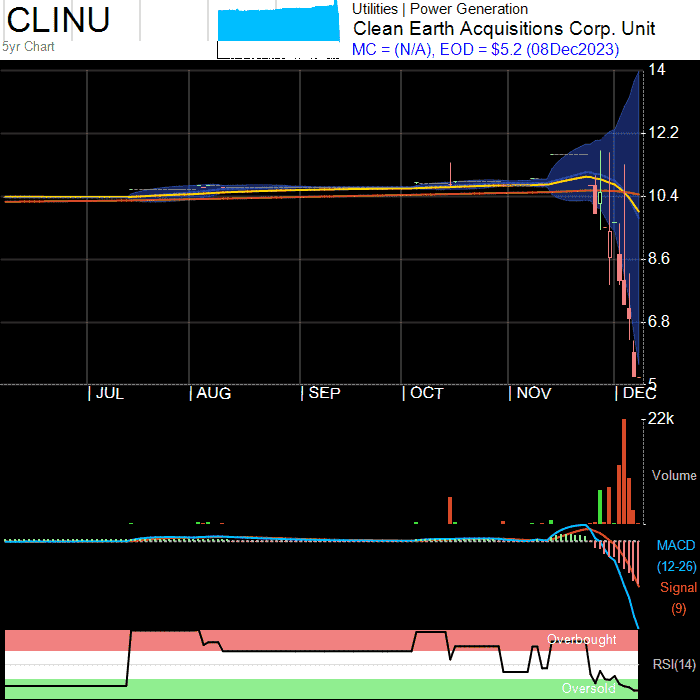 CLINU
5yr Chart
Utilities | Power Generation
Clean Earth Acquisitions Corp. Unit
MC = (N/A), EOD = $5.2 (08Dec2023)
14
12.2
10.4
8.6
6.8
5
| JUL | AUG | SEP | OCT | NOV | DEC
22k
Volume
MACD
(12-26)
Signal
(9)
Overbought
RSI(14)
Oversold